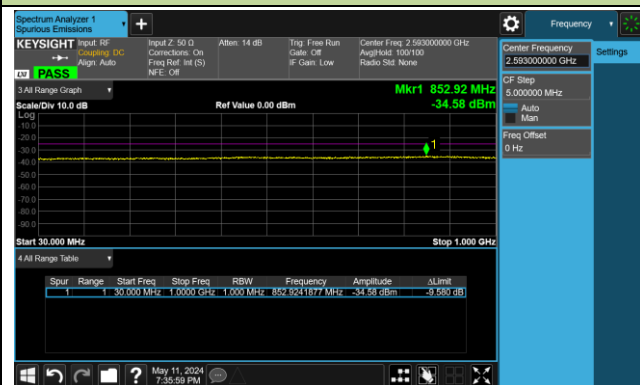 Spectrum Analyzer 1
Spurious Emissions
Frequency
KEYSIGHT
Input: RF
Coupling: DC
Align: Auto
Input Z: 50 Ω
Corrections: On
Freq Ref: Int (S)
NFE: Off
Atten: 14 dB
Trig: Free Run
Gate: Off
IF Gain: Low
Center Freq: 2.593000000 GHz
Avg|Hold: 100/100
Radio Std: None
PASS
Center Frequency
2.593000000 GHz
Settings
CF Step
5.000000 MHz
Auto
Man
Freq Offset
0 Hz
3 All Range Graph
Mkr1 852.92 MHz
Scale/Div 10.0 dB
Ref Value 0.00 dBm
-34.58 dBm
Log
-10.0
-20.0
-30.0
-40.0
-50.0
-60.0
-70.0
-80.0
-90.0
1
Start 30.000 MHz
Stop 1.000 GHz
4 All Range Table
Spur Range Start Freq Stop Freq RBW Frequency Amplitude ΔLimit
1 1 30.000 MHz 1.0000 GHz 1.000 MHz 852.9241877 MHz -34.58 dBm -9.580 dB
?
May 11, 2024
7:35:59 PM